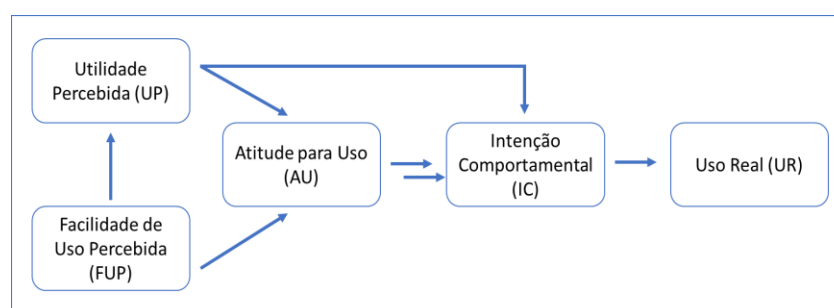 Utilidade
Percebida (UP)
Atitude para Uso
(AU)
Intenção
Comportamental
(IC)
Uso Real (UR)
Facilidade de
Uso Percebida
(FUP)